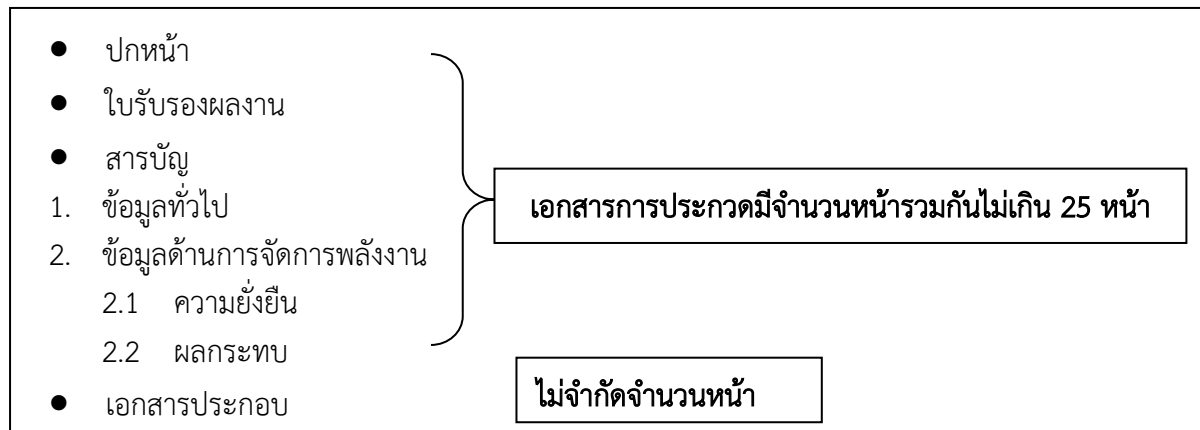 ● ปกหน้า
● ใบรับรองผลงาน
● สารบัญ
1. ข้อมูลทั่วไป
2. ข้อมูลด้านการจัดการพลังงาน
2.1 ความยั่งยืน
2.2 ผลกระทบ
● เอกสารประกอบ
เอกสารการประกวดมีจำนวนหน้ารวมกันไม่เกิน 25 หน้า
ไม่จำกัดจำนวนหน้า